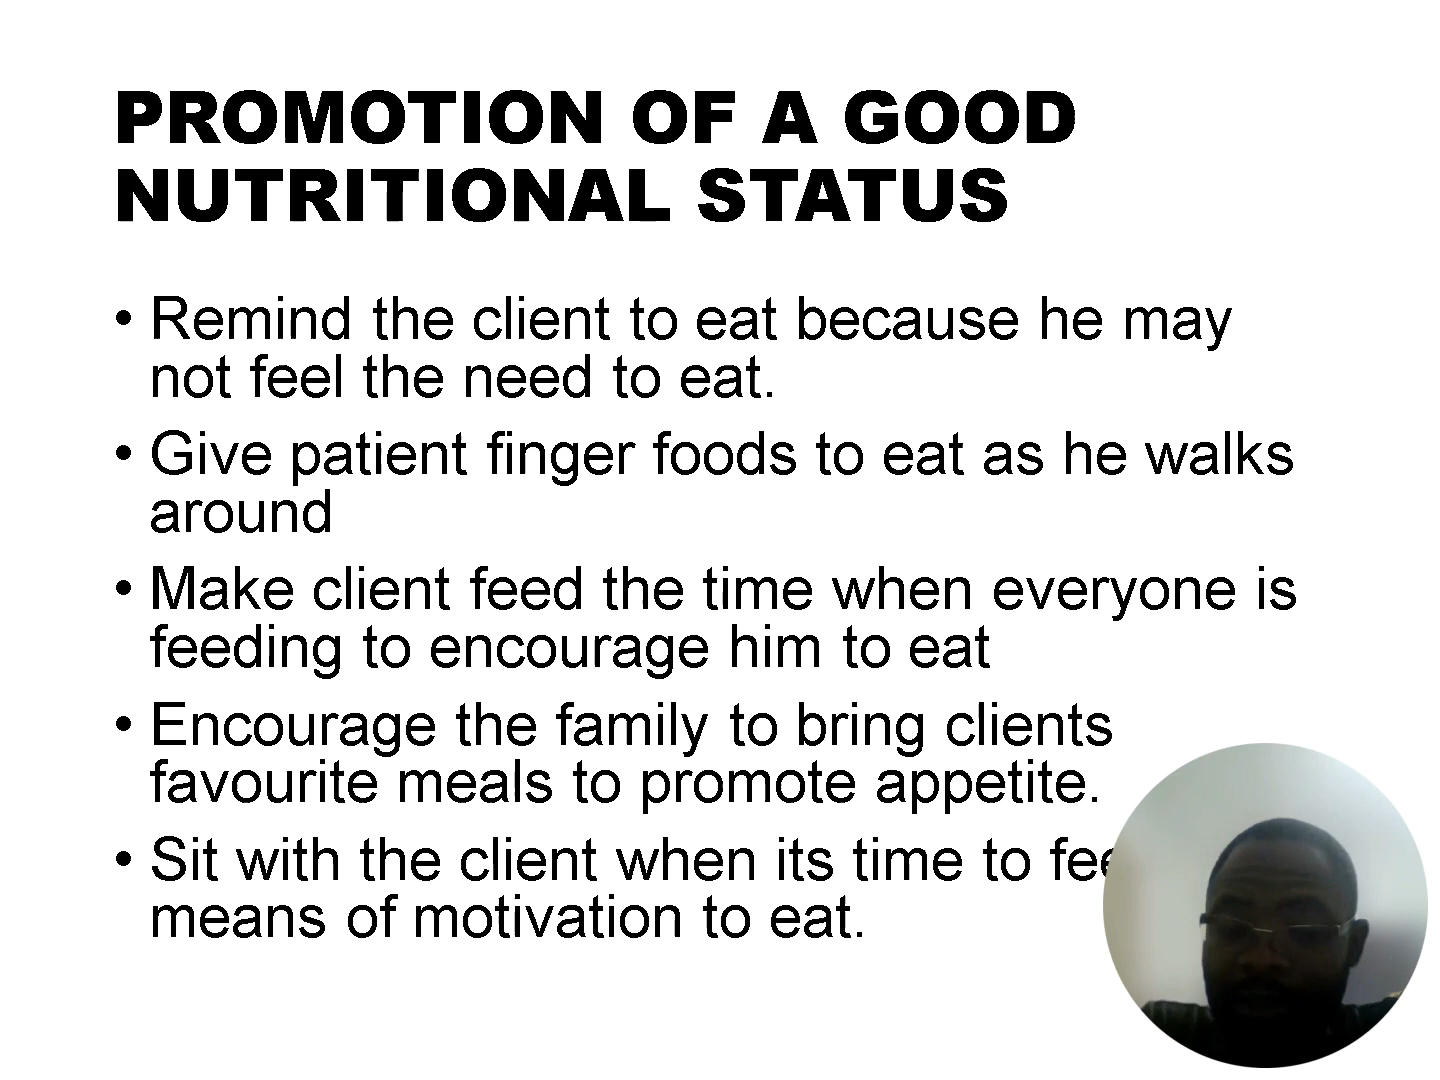 PROMOTION OF A GOOD
NUTRITIONAL STATUS
• Remind the client to eat because he may
not feel the need to eat.
• Give patient finger foods to eat as he walks
around
• Make client feed the time when everyone is
feeding to encourage him to eat
• Encourage the family to bring clients
favourite meals to promote appetite.
• Sit with the client when its time to
means of motivation to eat.